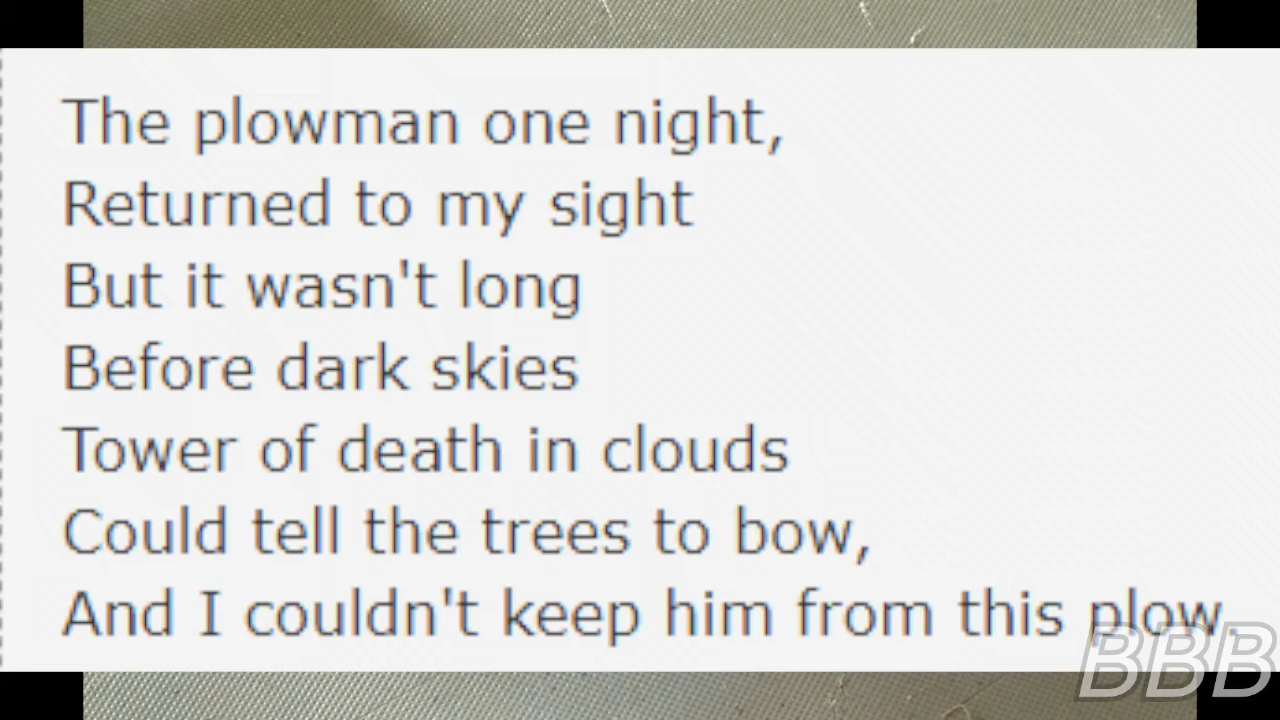 The plowman one night,
Returned to my sight
But it wasn't long
Before dark skies
Tower of death in clouds
Could tell the trees to bow,
And I couldn't keep him from this plow.
BBB